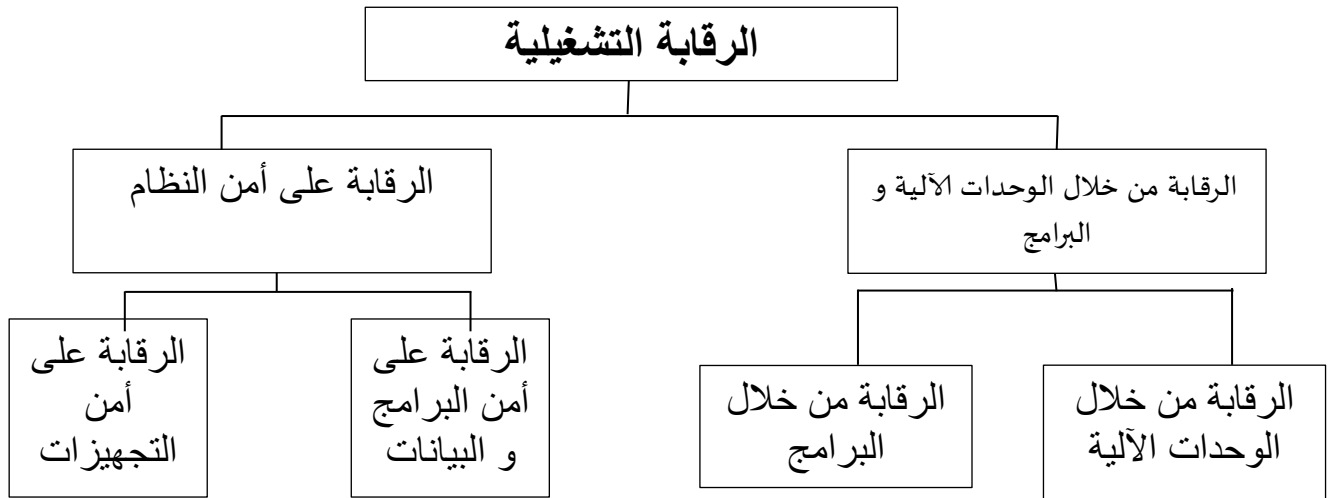 الرقابة التشغيلية
الرقابة من خلال الوحدات الآلية و
البرامج
الرقابة على أمن النظام
الرقابة من خلال
الوحدات الآلية
الرقابة من خلال
البرامج
الرقابة على
أمن البرامج
و البيانات
الرقابة على
أمن
التجهيزات